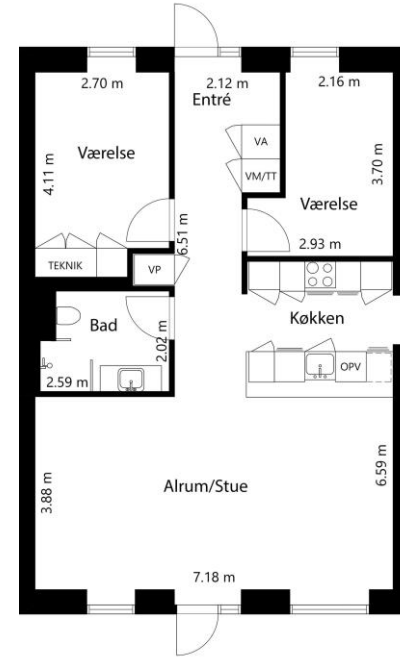 2.70 m
2.12 m
2.16 m
Entré
Værelse
4.11 m
VA
VM/TT
3.70 m
Værelse
6.51 m
2.93 m
TEKNIK
VP
Bad
2.02 m
2.59 m
Køkken
OPV
3.88 m
Alrum/Stue
6.59 m
7.18 m